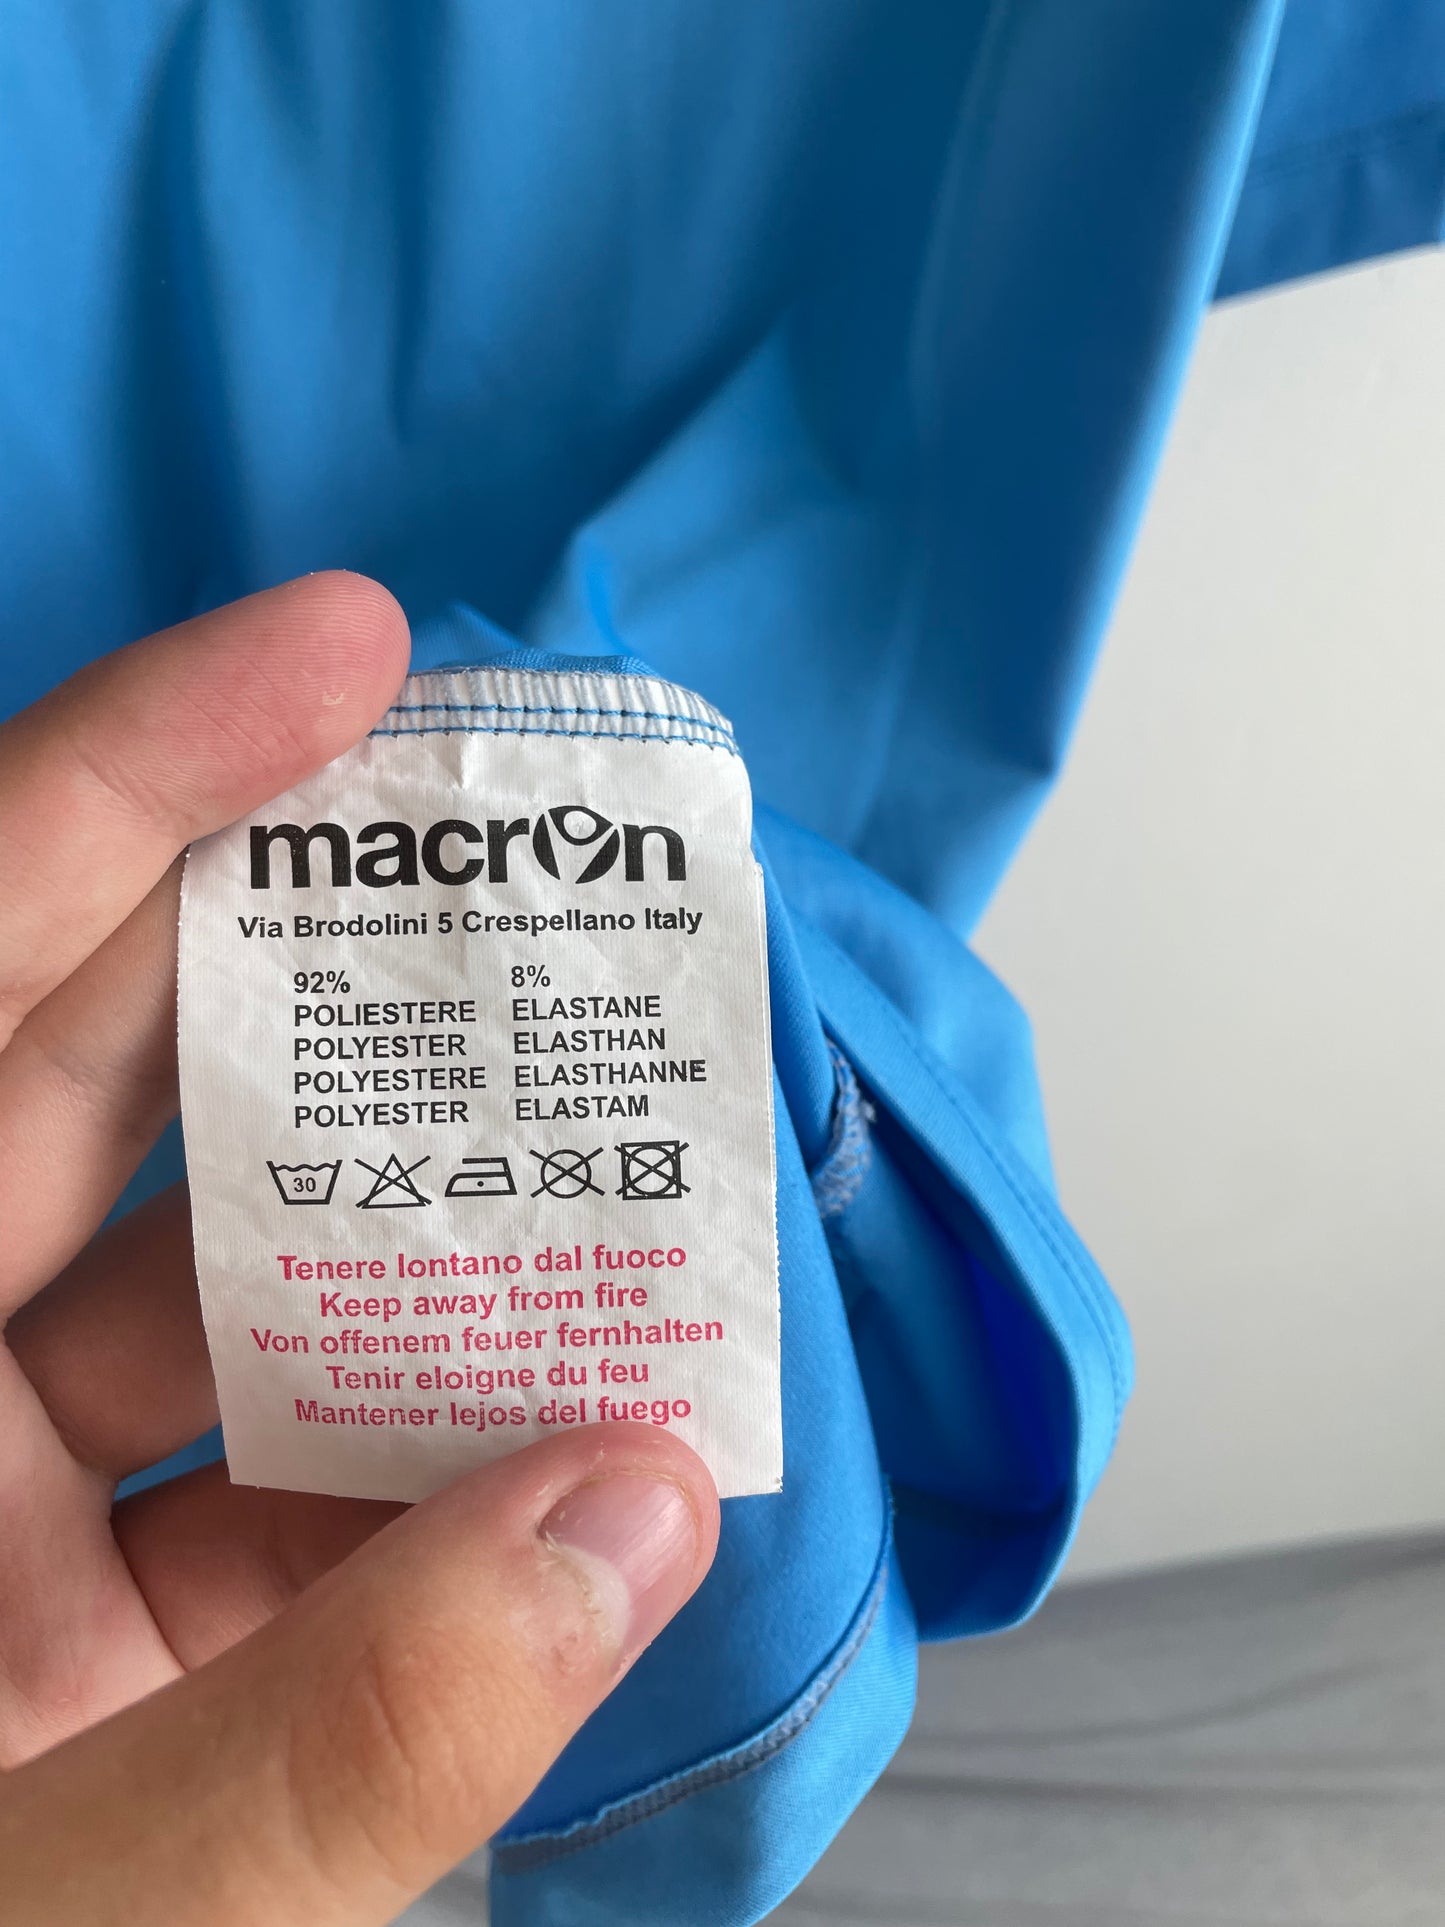 macron
Via Brodolini 5 Crespellano Italy
92% 8%
POLIESTERE ELASTANE
POLYESTER ELASTHAN
POLYESTERE ELASTHANNE
POLYESTER ELASTAM
30
Tenere lontano dal fuoco
Keep away from fire
Von offenem feuer fernhalten
Tenir eloigne du feu
Mantener lejos del fuego